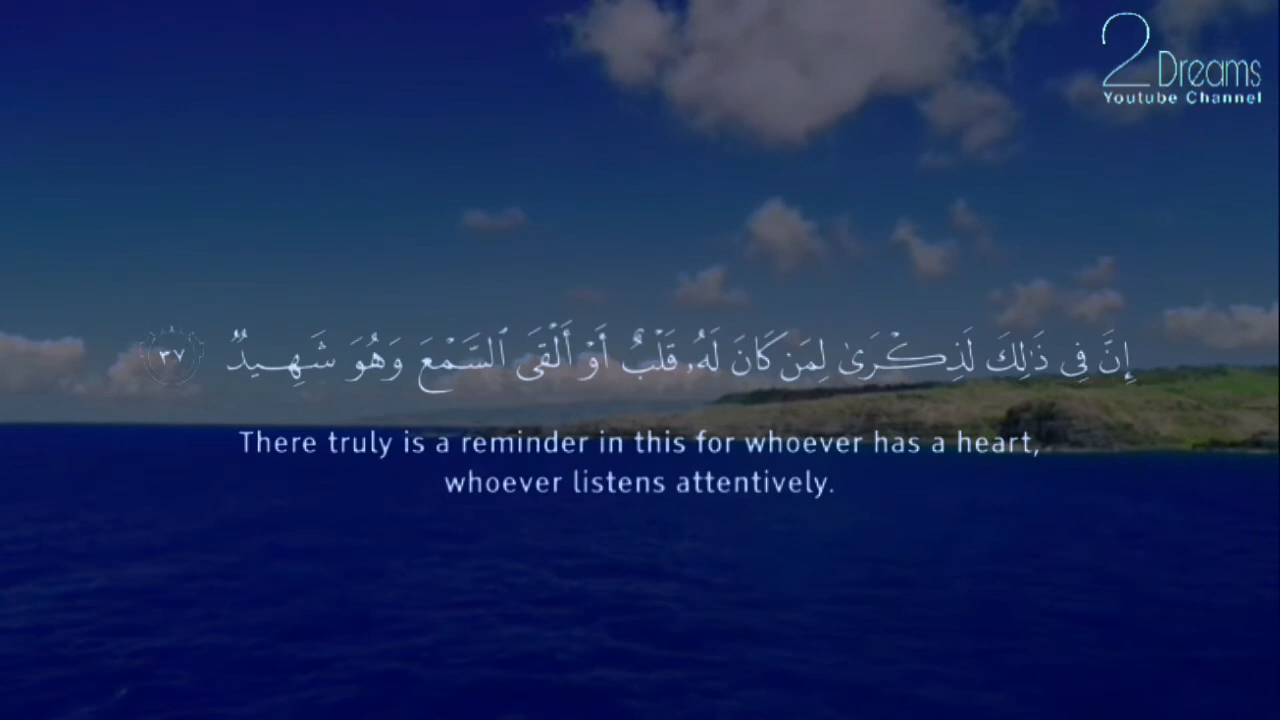 2 Dreams
Youtube Channel
إِنَّ فِي ذَٰلِكَ لَذِكْرَىٰ لِمَن كَانَ لَهُۥ قَلْبٌ أَوْ أَلْقَى ٱلسَّمْعَ وَهُوَ شَهِيدٌ ٣٧
There truly is a reminder in this for whoever has a heart,
whoever listens attentively.